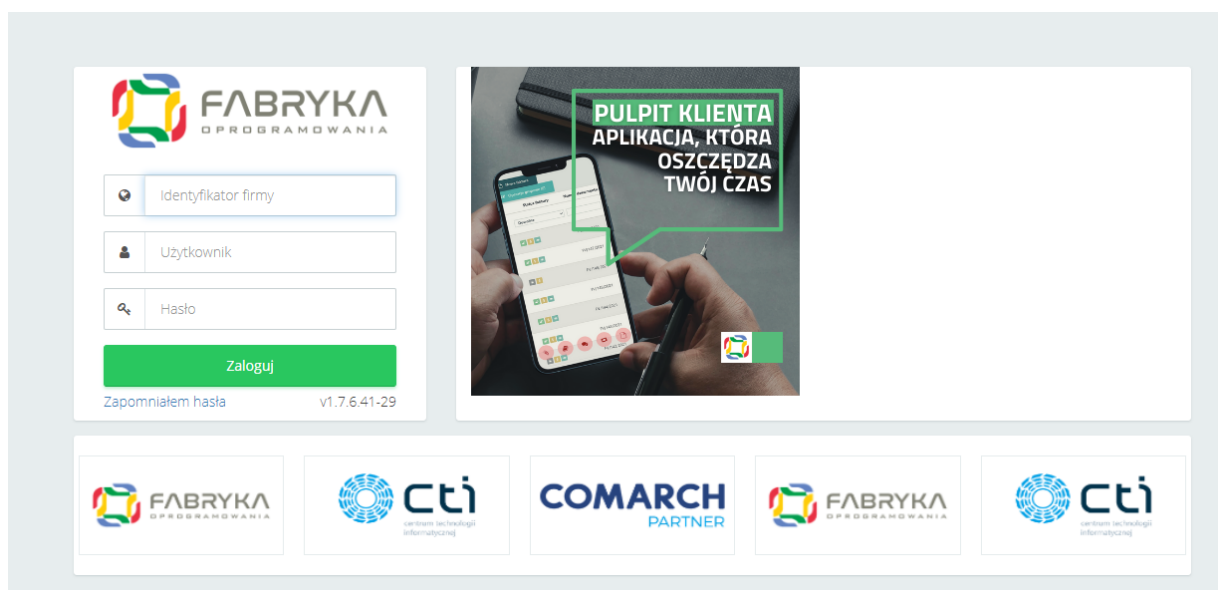 FABRYKA
OPROGRAMOWANIA
Identyfikator firmy
Użytkownik
Hasło
Zaloguj
Zapomniałem hasła v1.7.6.41-29
PULPIT KLIENTA
APLIKACJA, KTÓRA
OSZCZĘDZA
TWÓJ CZAS
FABRYKA
OPROGRAMOWANIA
cti
centrum technologii
informatycznej
COMARCH
PARTNER
FABRYKA
OPROGRAMOWANIA
cti
centrum technologii
informatycznej